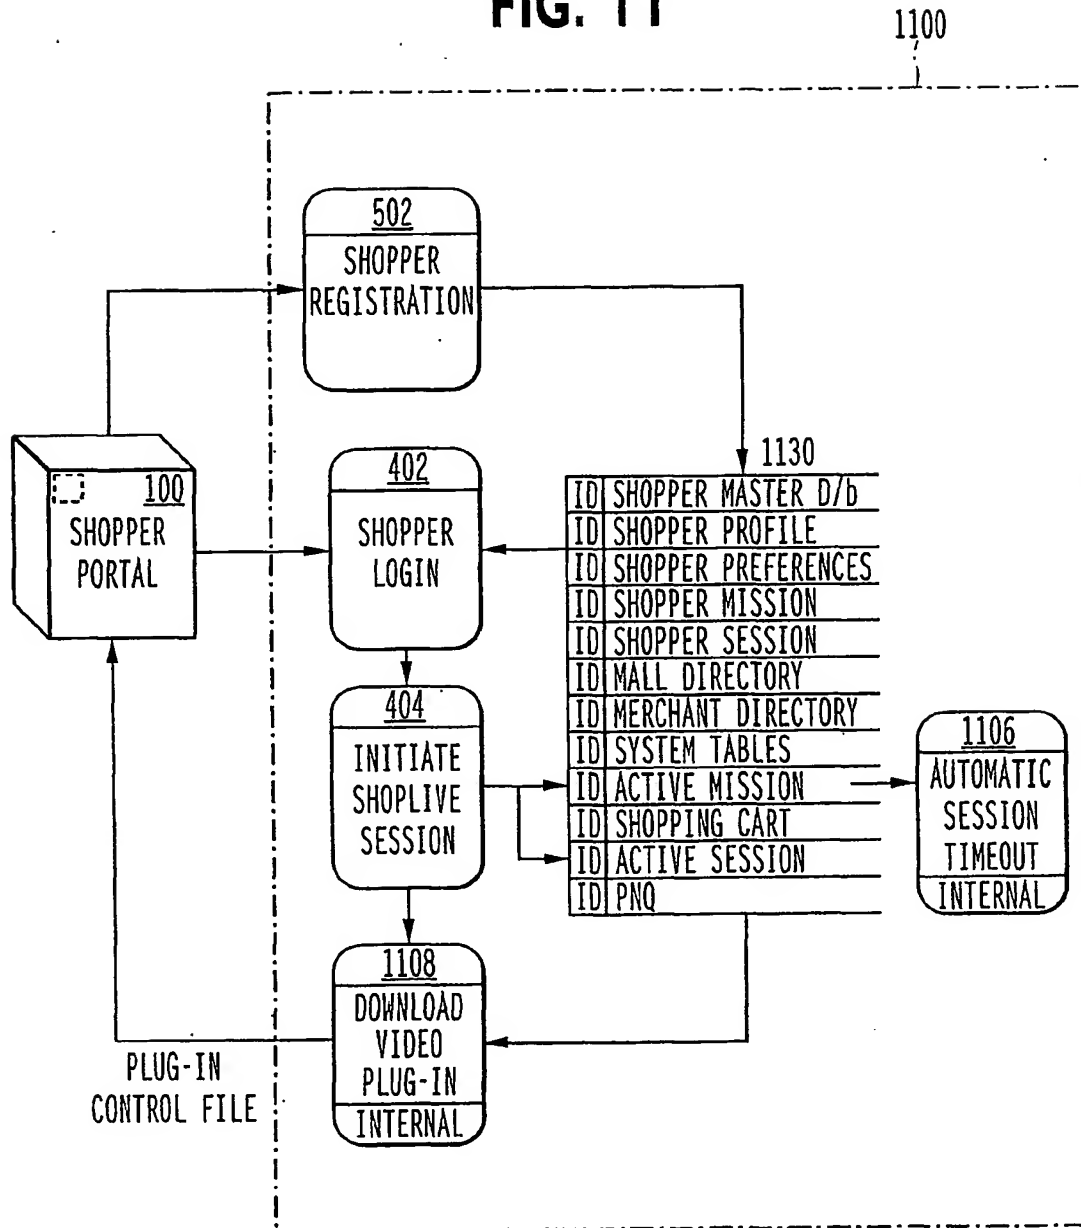 FIG. 11
1100
502
SHOPPER
REGISTRATION
100
SHOPPER
PORTAL
402
SHOPPER
LOGIN
1130
ID SHOPPER MASTER D/b
ID SHOPPER PROFILE
ID SHOPPER PREFERENCES
ID SHOPPER MISSION
ID SHOPPER SESSION
ID MALL DIRECTORY
ID MERCHANT DIRECTORY
ID SYSTEM TABLES
ID ACTIVE MISSION
ID SHOPPING CART
ID ACTIVE SESSION
ID PNQ
404
INITIATE
SHOPLIVE
SESSION
1106
AUTOMATIC
SESSION
TIMEOUT
INTERNAL
1108
DOWNLOAD
VIDEO
PLUG-IN
INTERNAL
PLUG-IN
CONTROL FILE